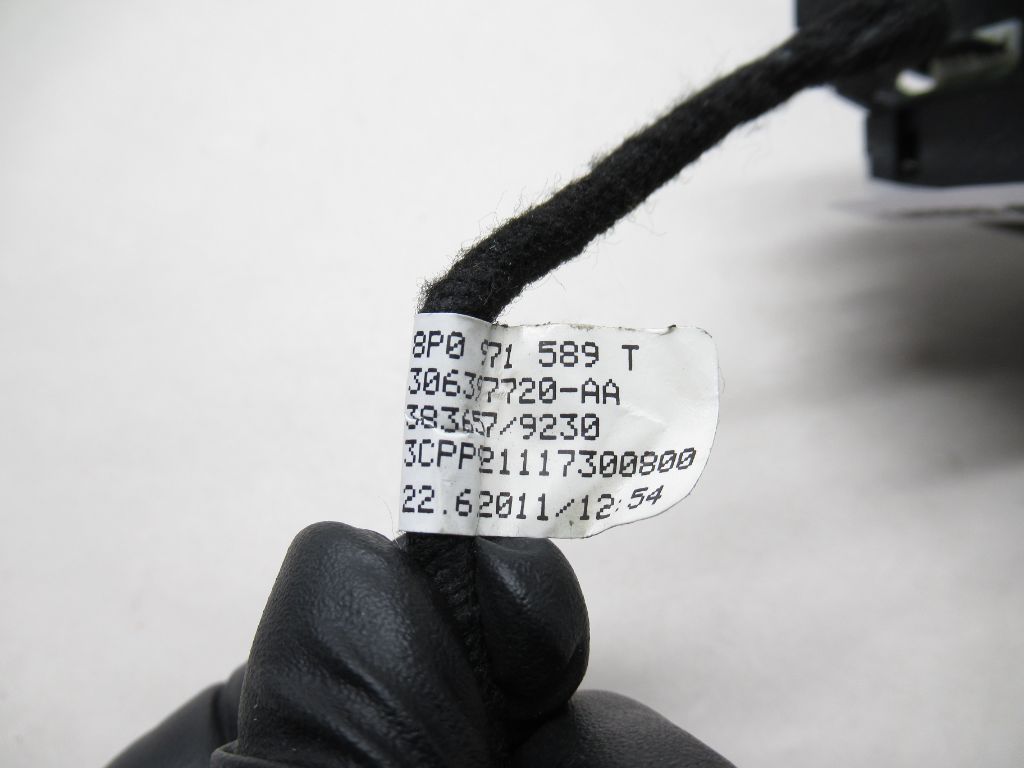 8P0 971 589 T
306397720-AA
383657/9230
3CPP21117300800
22.62011/12:54